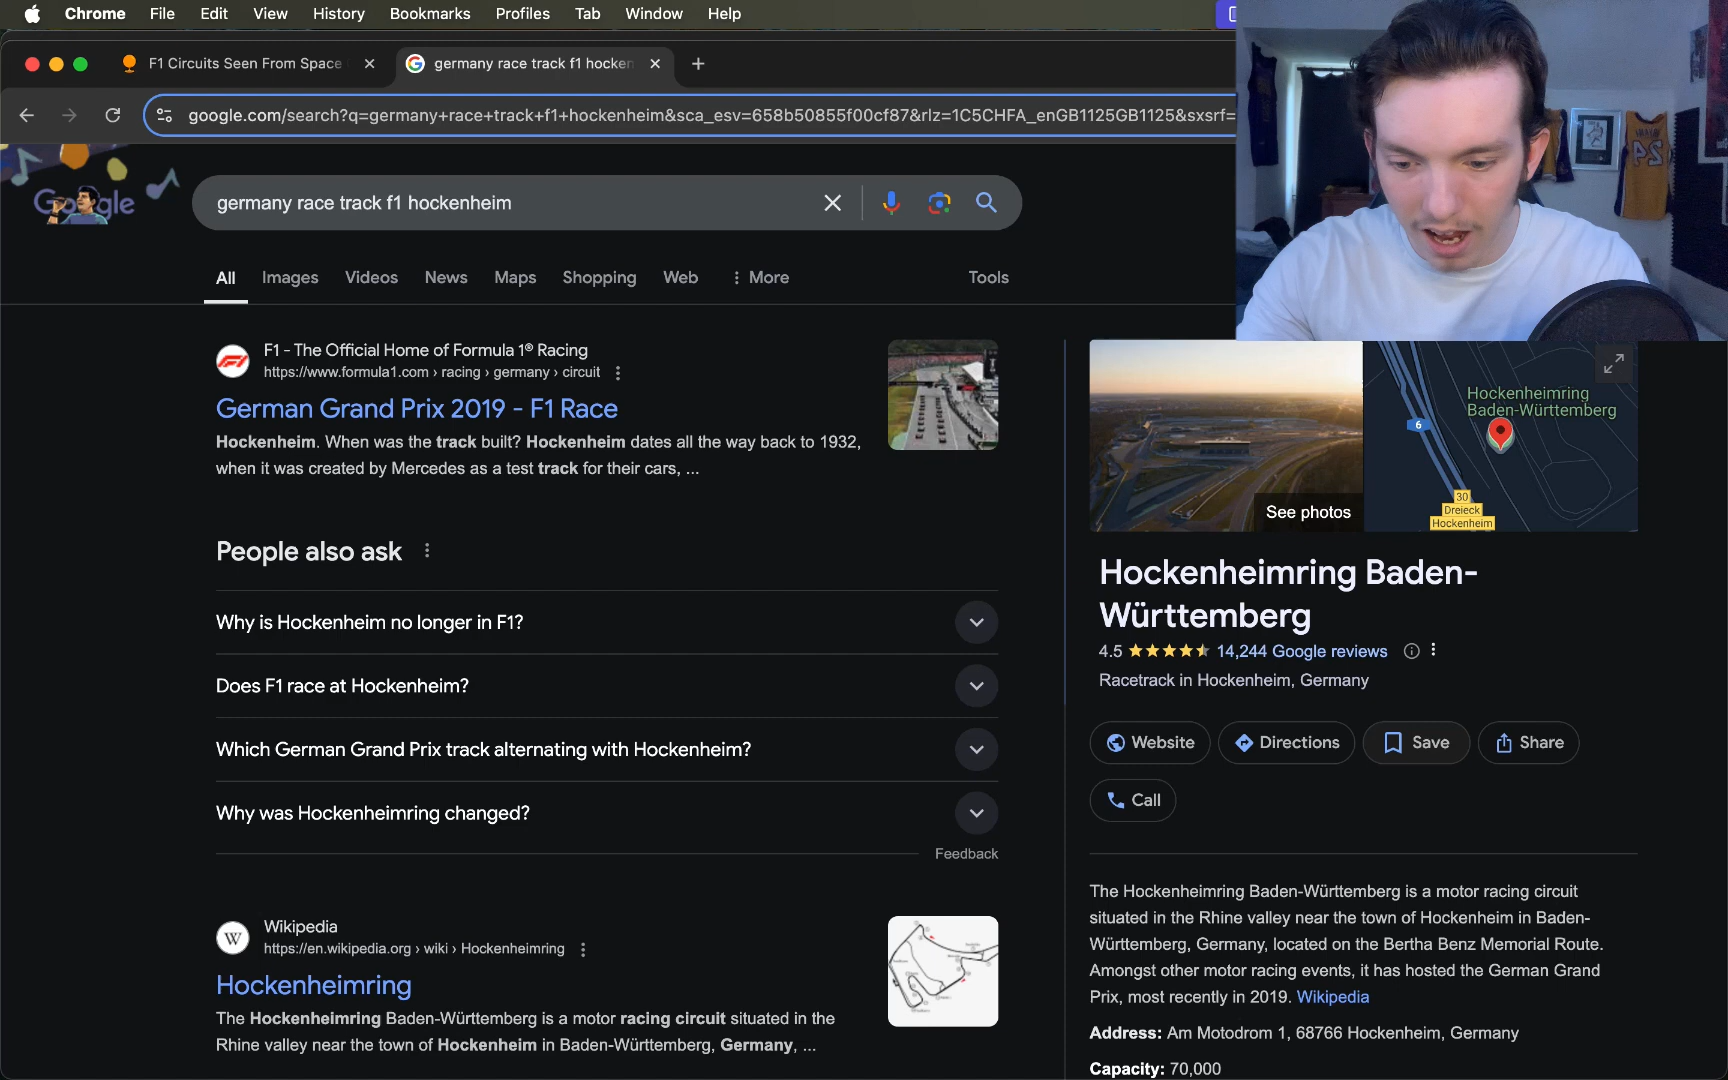 Chrome File Edit View History Bookmarks Profiles Tab Window Help
F1 Circuits Seen From Space
germany race track f1 hocken
google.com/search?q=germany+race+track+f1+hockenheim&sca_esv=658b50855f00cf87&rlz=1C5CHFA_enGB1125GB1125&sxsrf=
Google
germany race track f1 hockenheim
All Images Videos News Maps Shopping Web More Tools
F1 - The Official Home of Formula 1® Racing
https://www.formula1.com › racing › germany › circuit
German Grand Prix 2019 - F1 Race
Hockenheim. When was the track built? Hockenheim dates all the way back to 1932,
when it was created by Mercedes as a test track for their cars, ...
People also ask
Why is Hockenheim no longer in F1?
Does F1 race at Hockenheim?
Which German Grand Prix track alternating with Hockenheim?
Why was Hockenheimring changed?
Feedback
W
Wikipedia
https://en.wikipedia.org › wiki › Hockenheimring
Hockenheimring
The Hockenheimring Baden-Württemberg is a motor racing circuit situated in the
Rhine valley near the town of Hockenheim in Baden-Württemberg, Germany, ...
24
See photos
Hockenheimring
Baden-Württemberg
6
30
Dreieck
Hockenheim
Hockenheimring Baden-
Württemberg
4.5 14,244 Google reviews
Racetrack in Hockenheim, Germany
Website Directions Save Share
Call
The Hockenheimring Baden-Württemberg is a motor racing circuit
situated in the Rhine valley near the town of Hockenheim in Baden-
Württemberg, Germany, located on the Bertha Benz Memorial Route.
Amongst other motor racing events, it has hosted the German Grand
Prix, most recently in 2019. Wikipedia
Address: Am Motodrom 1, 68766 Hockenheim, Germany
Capacity: 70,000